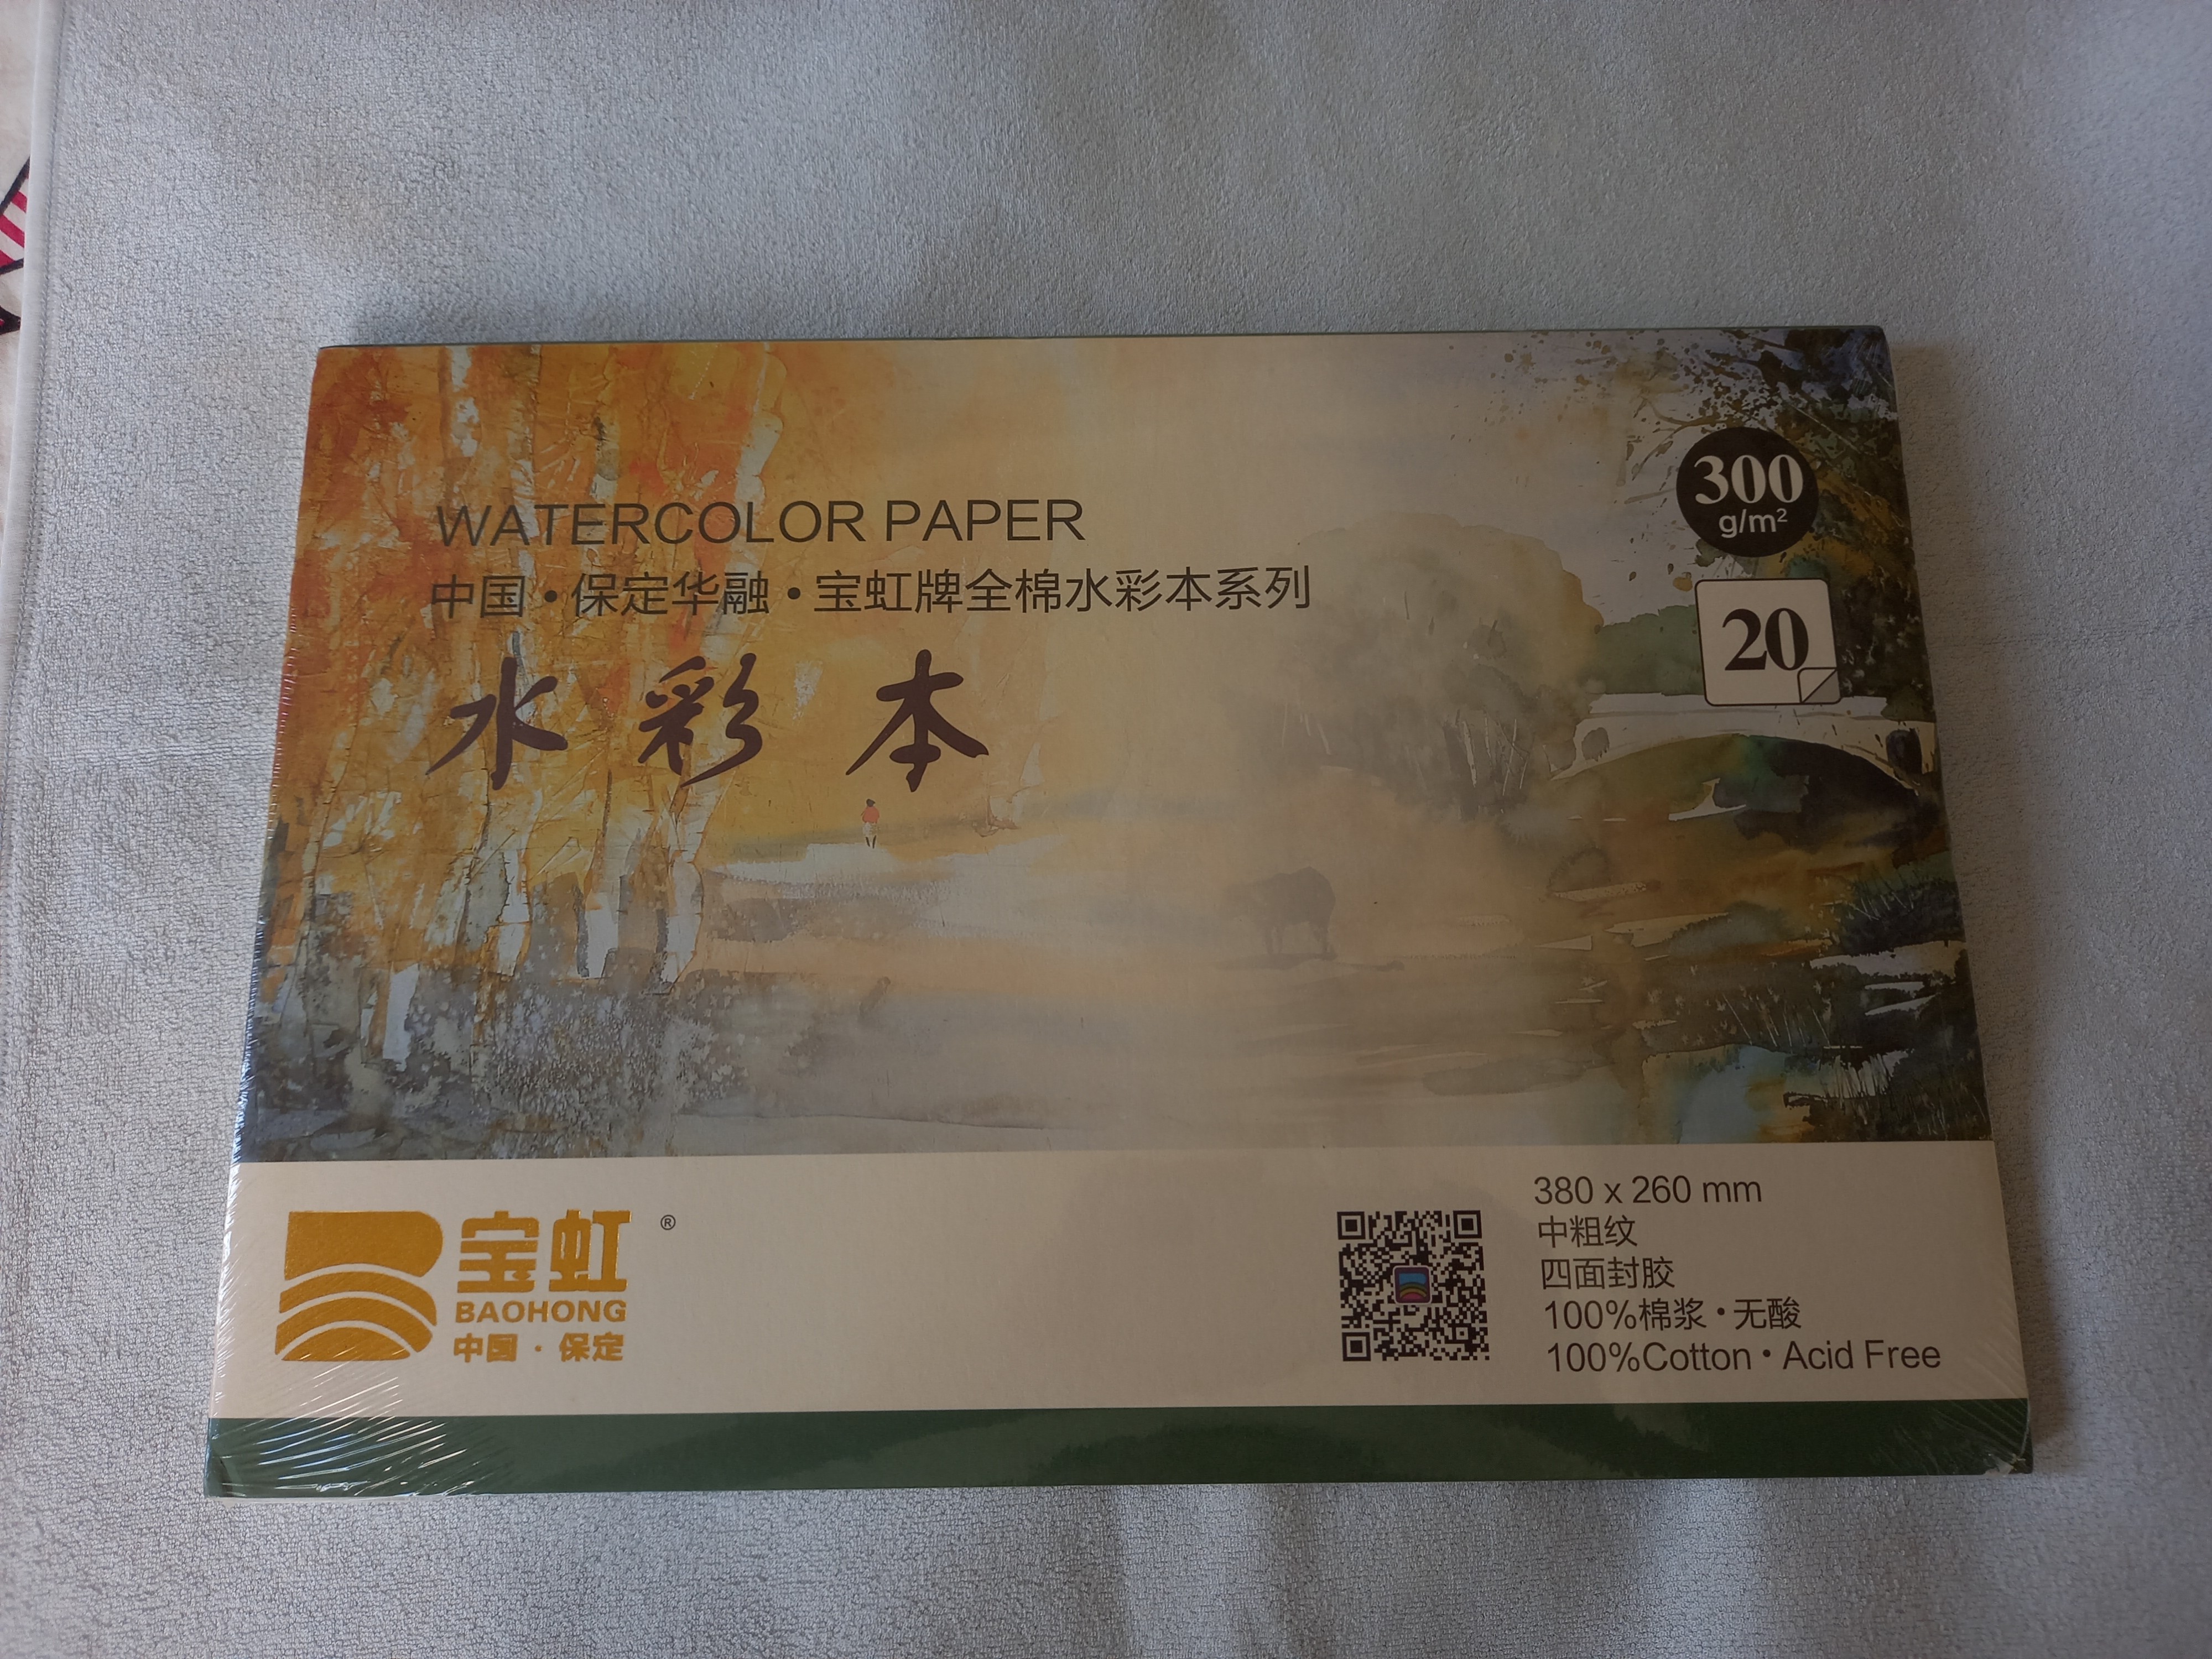 WATERCOLOR PAPER
中国·保定华融·宝虹牌全棉水彩本系列
水彩本
300
g/m²
20
宝虹®
BAOHONG
中国·保定
380 x 260 mm
中粗纹
四面封胶
100%棉浆·无酸
100%Cotton·Acid Free